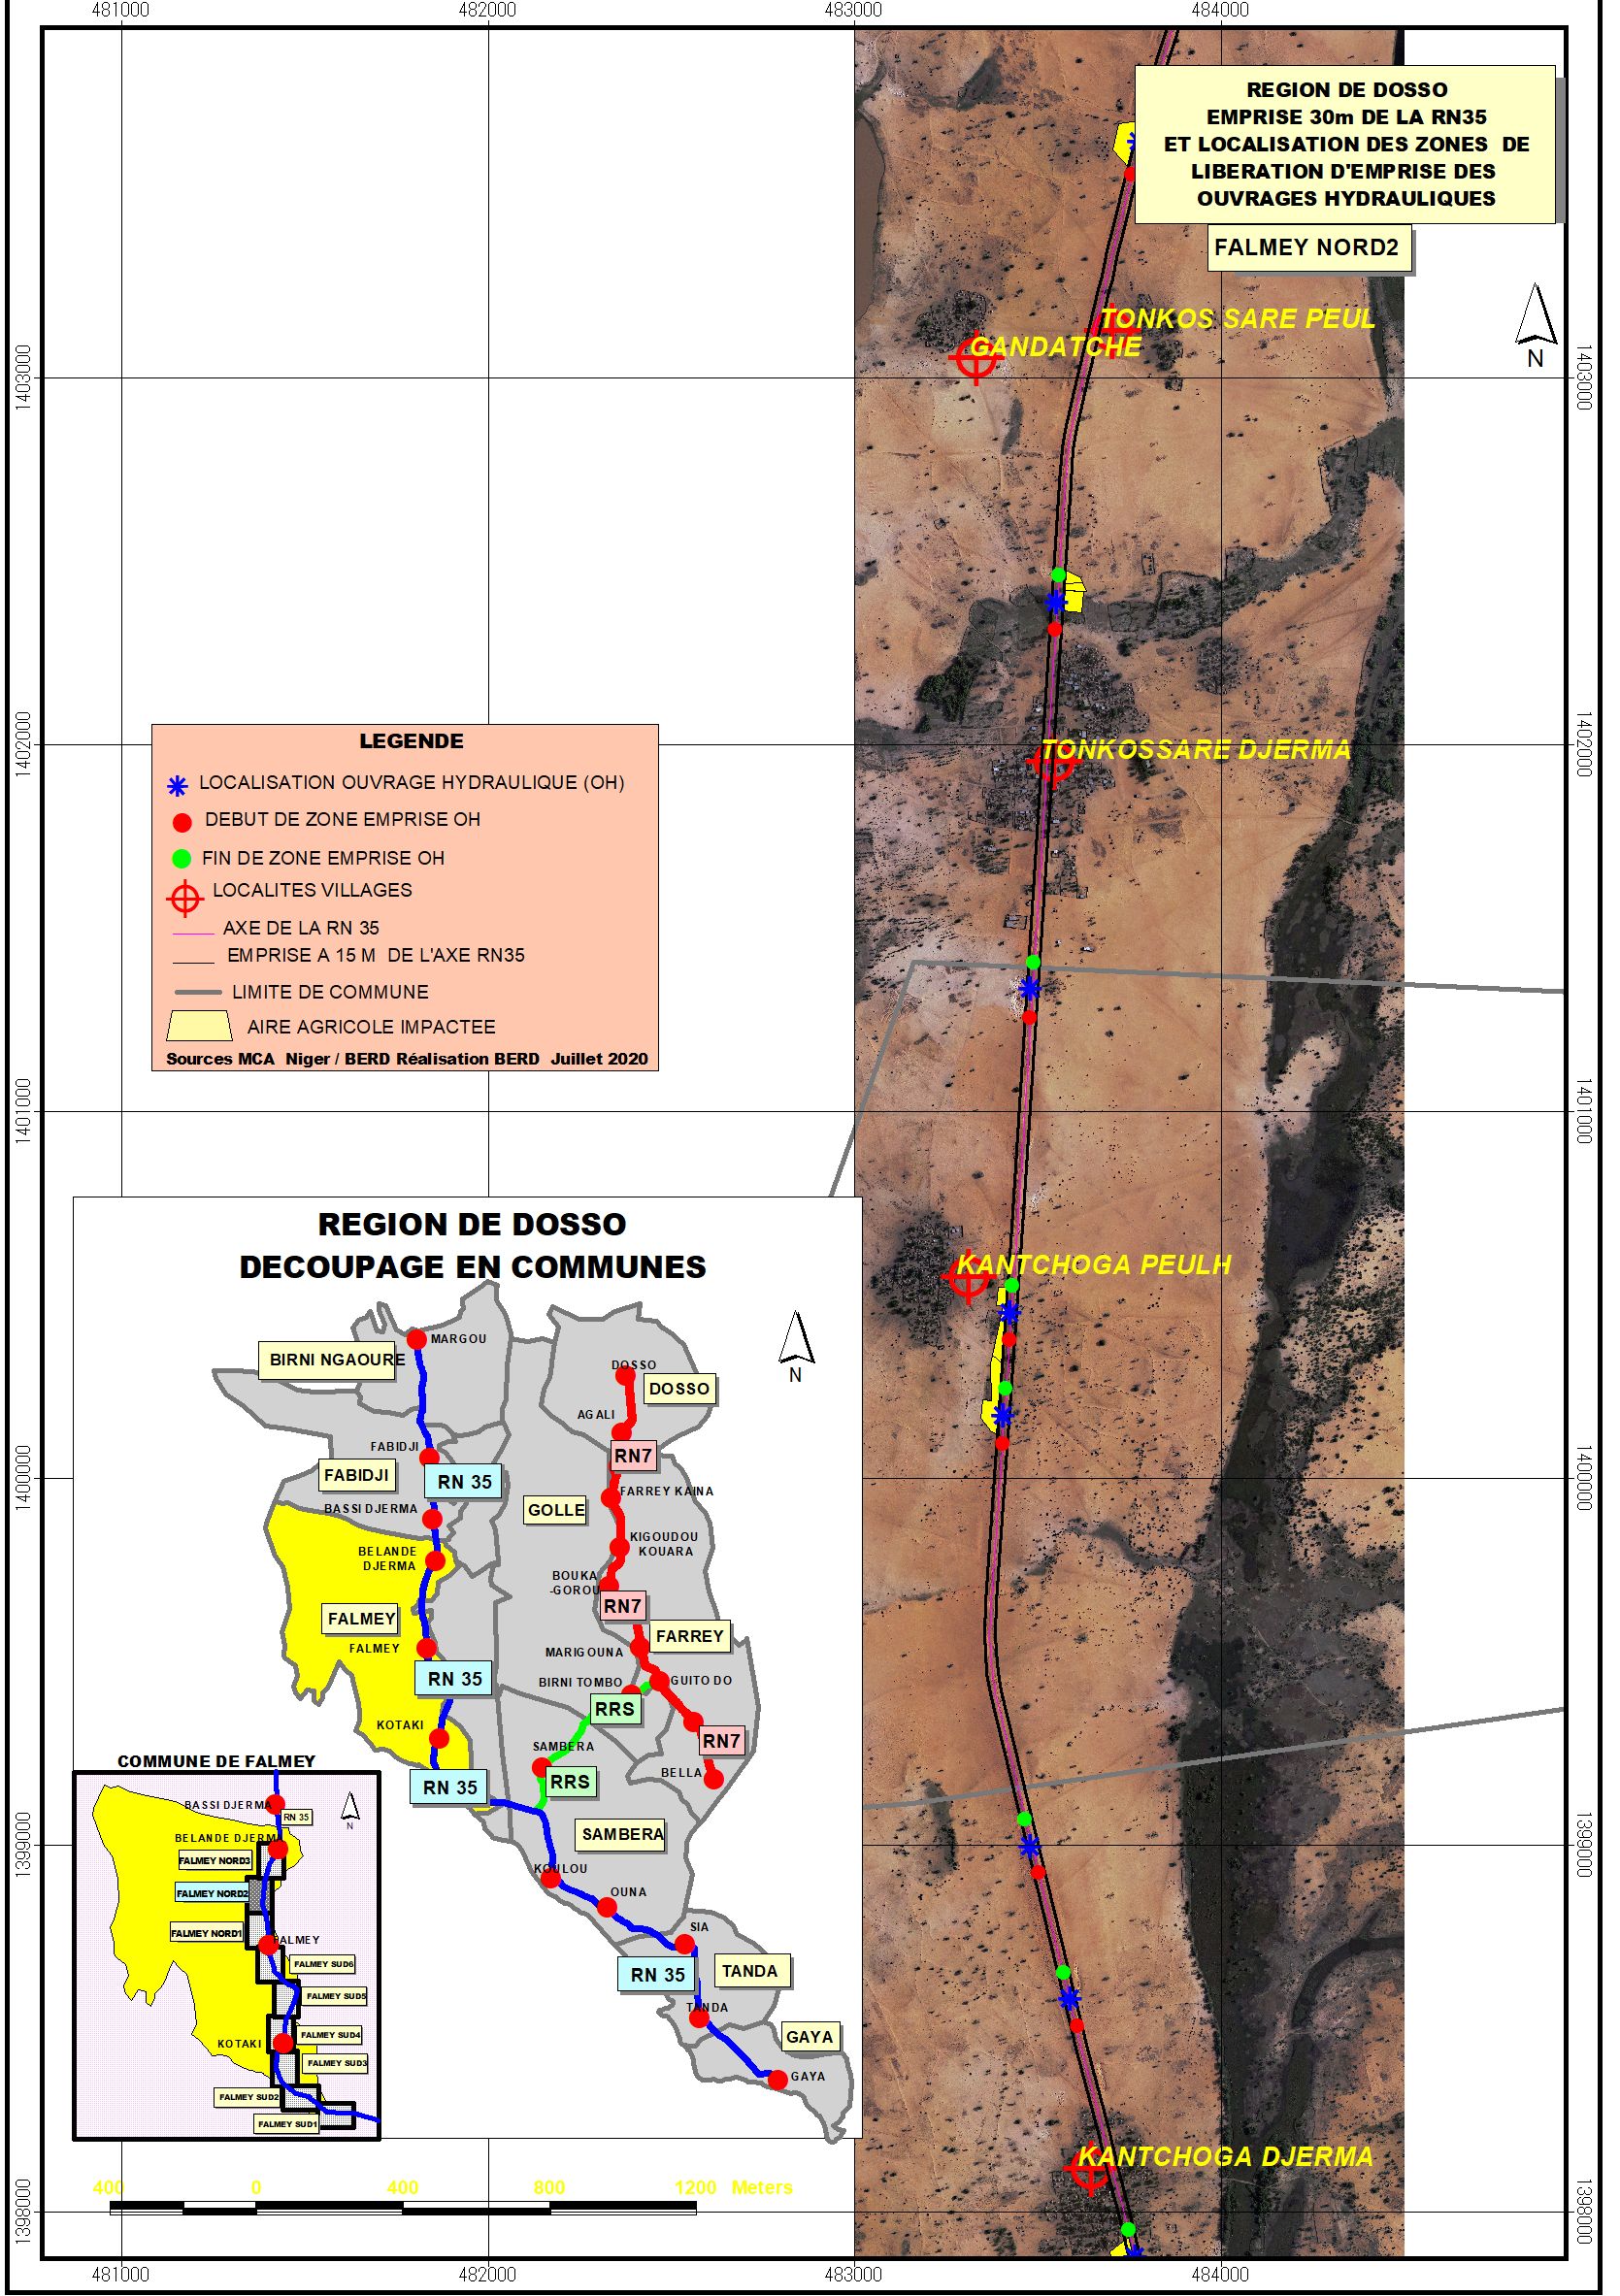 481000
482000
483000
484000
REGION DE DOSSO
EMPRISE 30m DE LA RN35
ET LOCALISATION DES ZONES DE
LIBERATION D'EMPRISE DES
OUVRAGES HYDRAULIQUES
FALMEY NORD2
N
TONKOS SARE PEUL
GANDATCHE
1403000
1403000
1402000
1402000
TONKOSSARE DJERMA
LEGENDE
LOCALISATION OUVRAGE HYDRAULIQUE (OH)
DEBUT DE ZONE EMPRISE OH
FIN DE ZONE EMPRISE OH
LOCALITES VILLAGES
AXE DE LA RN 35
EMPRISE A 15 M DE L'AXE RN35
LIMITE DE COMMUNE
AIRE AGRICOLE IMPACTEE
Sources MCA Niger / BERD Réalisation BERD Juillet 2020
1401000
1401000
KANTCHOGA PEULH
REGION DE DOSSO
DECOUPAGE EN COMMUNES
MARGOU
BIRNI NGAOURE
N
DOSSO
DOSSO
AGALI
FABIDJI
RN7
FABIDJI
RN 35
FARREY KAINA
GOLLE
BASSI DJERMA
KIGOUDOU
KOUARA
BELANDE
DJERMA
BOUKA
-GOROU
RN7
FALMEY
FARREY
FALMEY
MARIGOUNA
RN 35
BIRNI TOMBO
GUITO DO
RRS
KOTAKI
RN7
SAMBERA
RRS
BELLA
RN 35
SAMBERA
KOULOU
OUNA
SIA
RN 35
TANDA
TANDA
GAYA
GAYA
1400000
1400000
COMMUNE DE FALMEY
BASSI DJERMA
RN 35
N
BELANDE DJERM
FALMEY NORD3
FALMEY NORD2
FALMEY NORD1
FALMEY
FALMEY SUD6
FALMEY SUD5
FALMEY SUD4
KOTAKI
FALMEY SUD3
FALMEY SUD2
FALMEY SUD1
1399000
1399000
KANTCHOGA DJERMA
400
0
400
800
1200 Meters
1398000
1398000
481000
482000
483000
484000